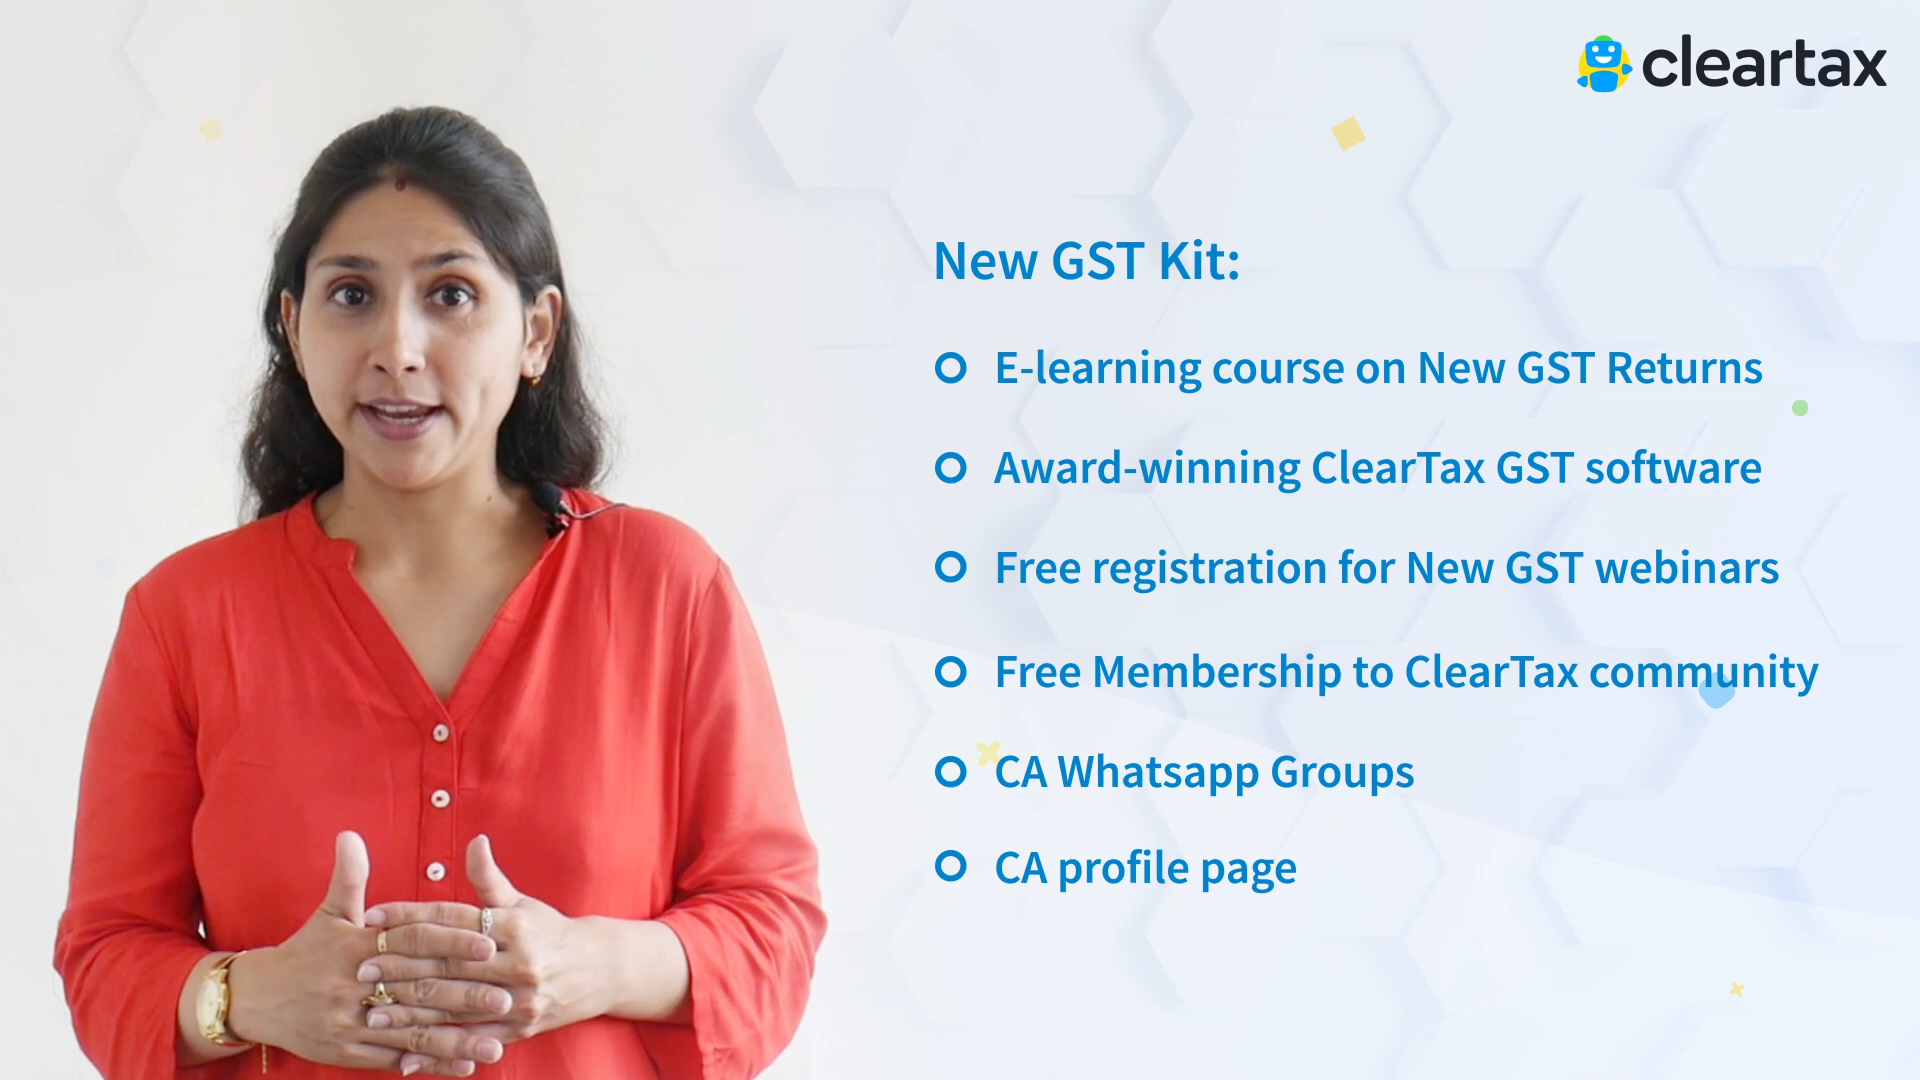 cleartax
New GST Kit:
E-learning course on New GST Returns
Award-winning ClearTax GST software
Free registration for New GST webinars
Free Membership to ClearTax community
CA Whatsapp Groups
CA profile page